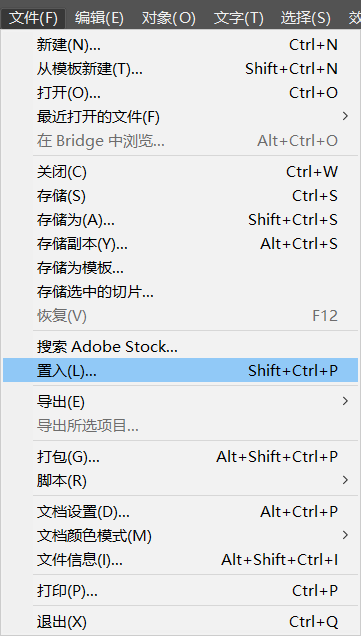 文件(F) 编辑(E) 对象(O) 文字(T) 选择(S)
新建(N)... Ctrl+N
从模板新建(T)... Shift+Ctrl+N
打开(O)... Ctrl+O
最近打开的文件(F)
在 Bridge 中浏览... Alt+Ctrl+O
关闭(C) Ctrl+W
存储(S) Ctrl+S
存储为(A)... Shift+Ctrl+S
存储副本(Y)... Alt+Ctrl+S
存储为模板...
存储选中的切片...
恢复(V) F12
搜索 Adobe Stock...
置入(L)... Shift+Ctrl+P
导出(E)
导出所选项目...
打包(G)... Alt+Shift+Ctrl+P
脚本(R)
文档设置(D)... Alt+Ctrl+P
文档颜色模式(M)
文件信息(I)... Alt+Shift+Ctrl+I
打印(P)... Ctrl+P
退出(X) Ctrl+Q